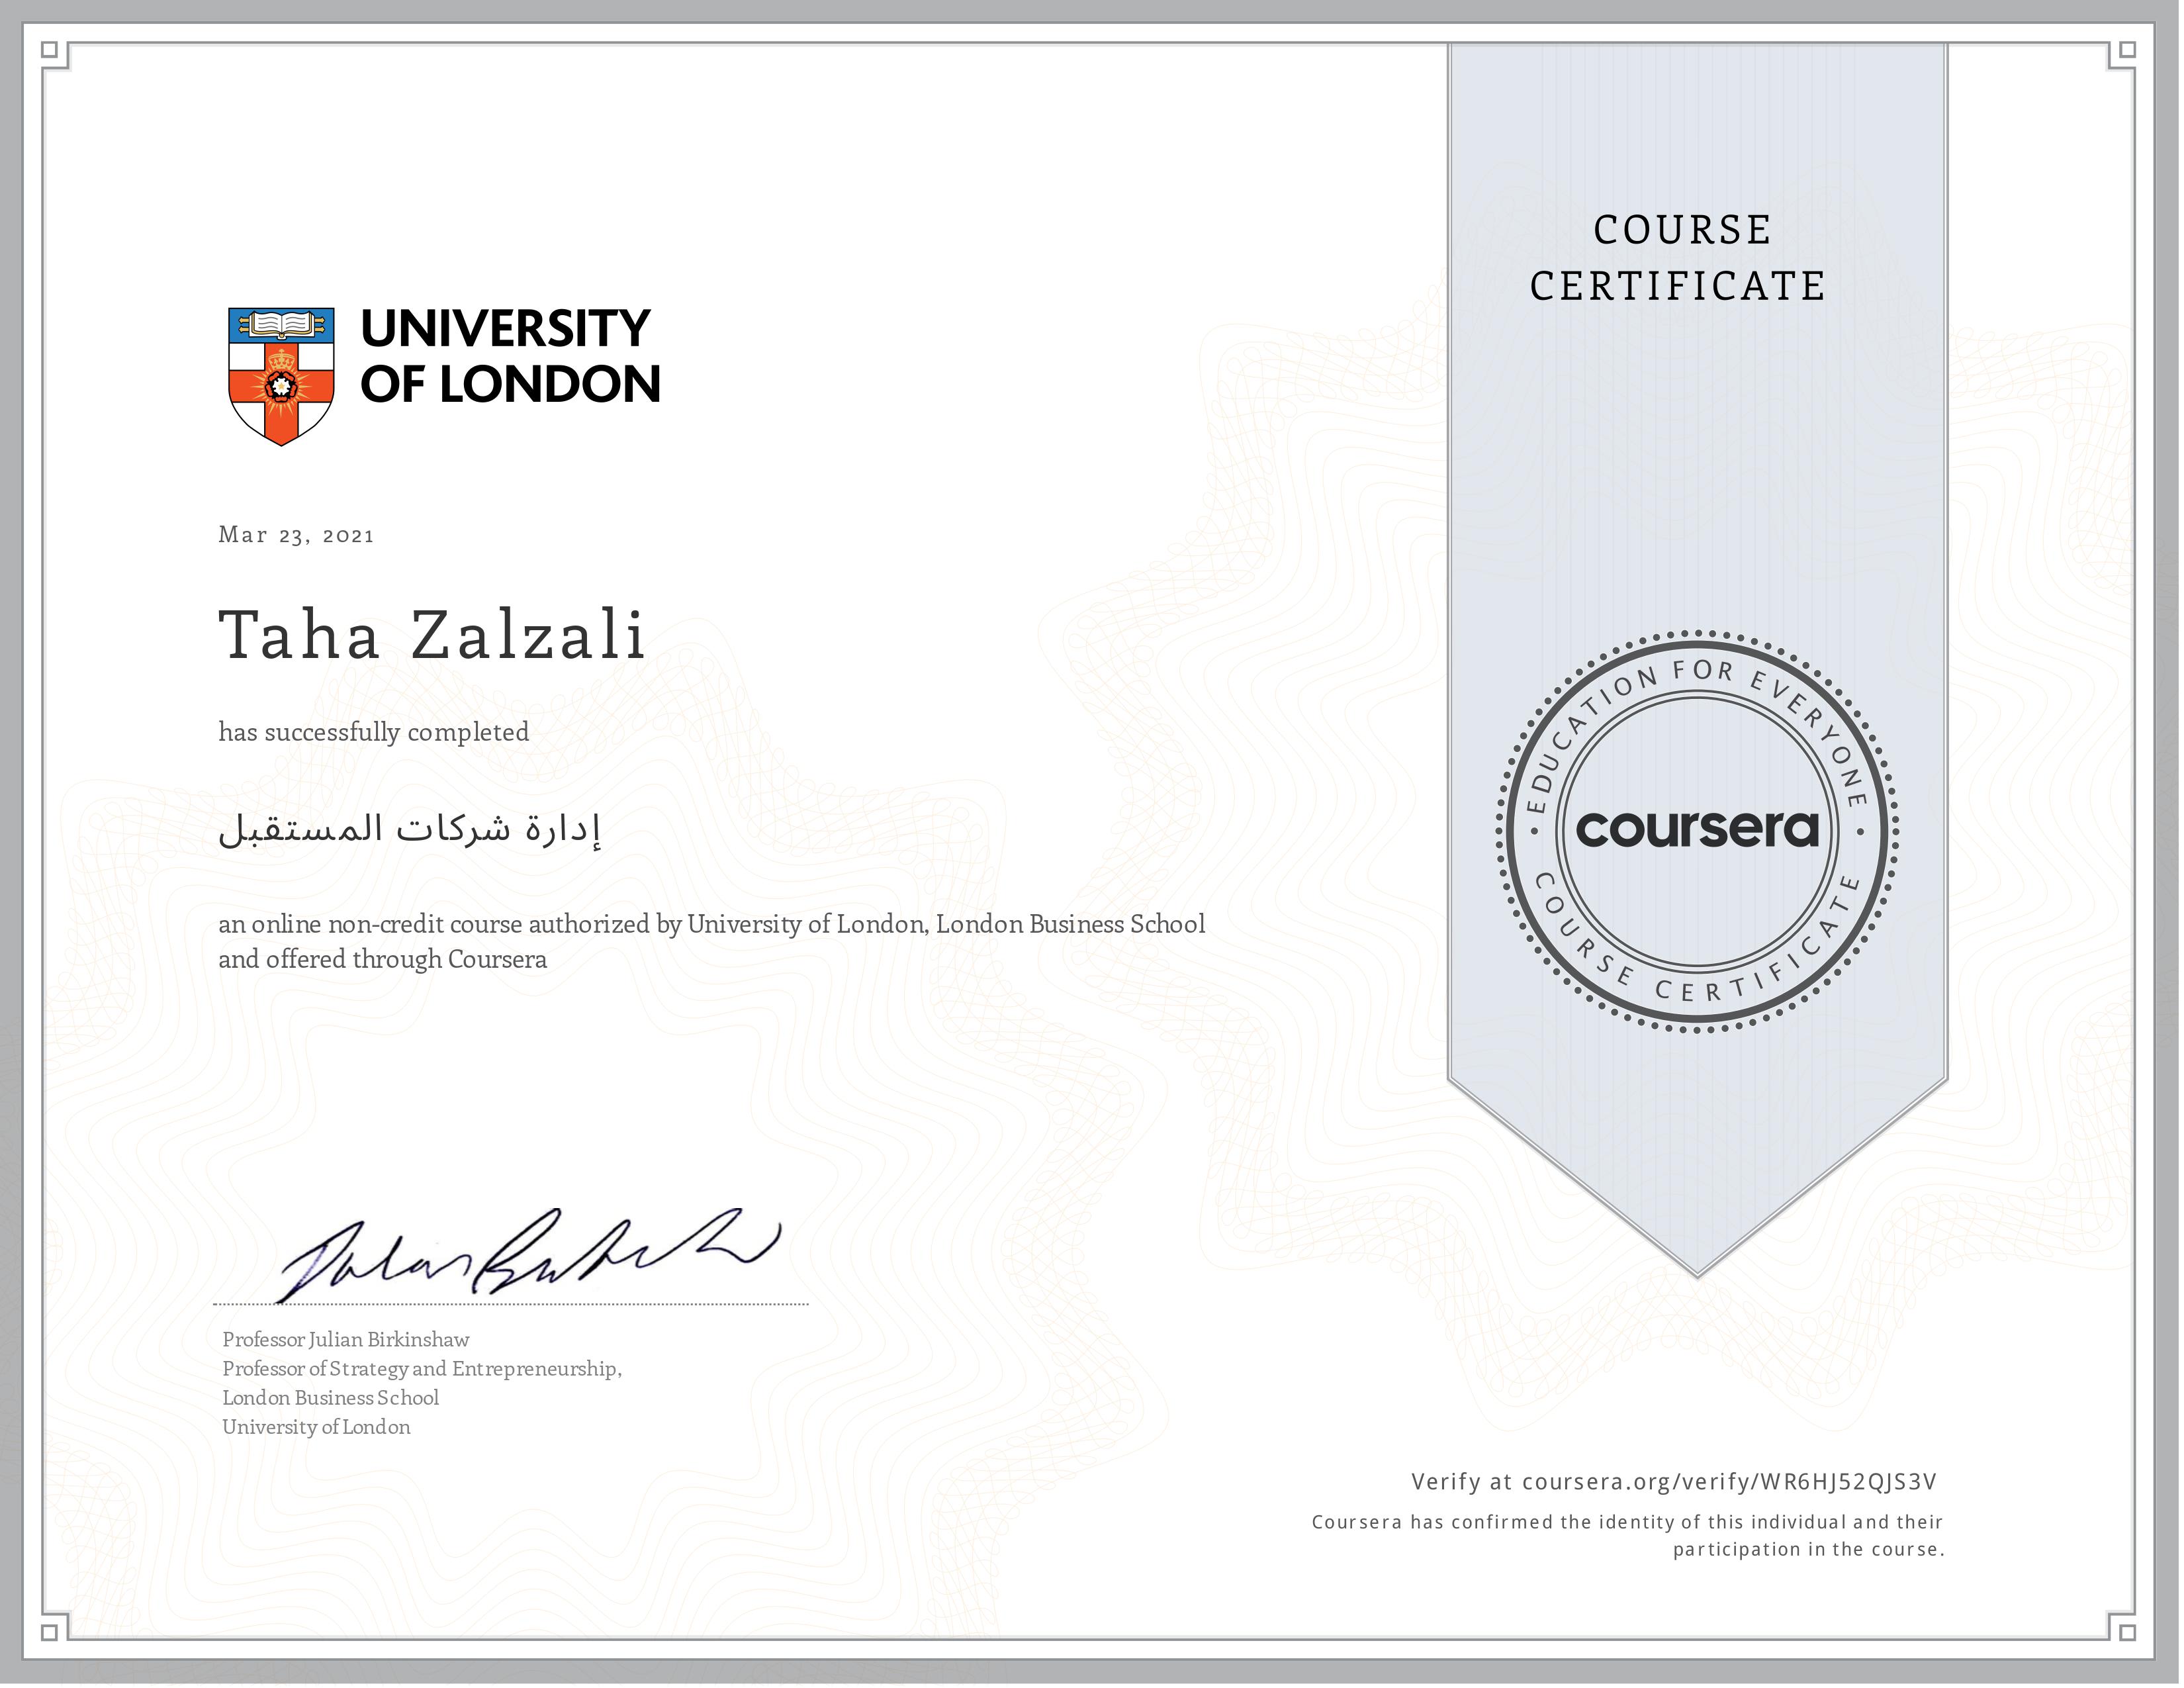 COURSE
CERTIFICATE
UNIVERSITY
OF LONDON
Mar 23, 2021
Taha Zalzali
has successfully completed
إدارة شركات المستقبل
an online non-credit course authorized by University of London, London Business School
and offered through Coursera
EDUCATION FOR EVERYONE
coursera
COURSE CERTIFICATE
Professor Julian Birkinshaw
Professor of Strategy and Entrepreneurship,
London Business School
University of London
Verify at coursera.org/verify/WR6HJ52QJS3V
Coursera has confirmed the identity of this individual and their
participation in the course.